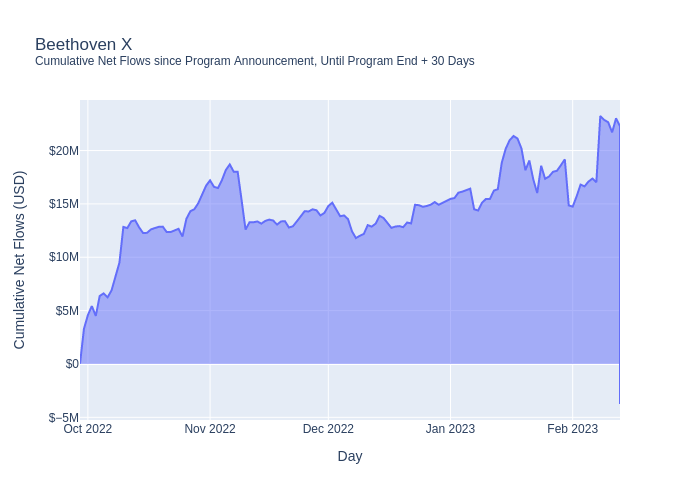 Beethoven X
Cumulative Net Flows since Program Announcement, Until Program End + 30 Days
Cumulative Net Flows (USD)
$20M
$15M
$10M
$5M
$0
$−5M
Oct 2022
Nov 2022
Dec 2022
Jan 2023
Feb 2023
Day